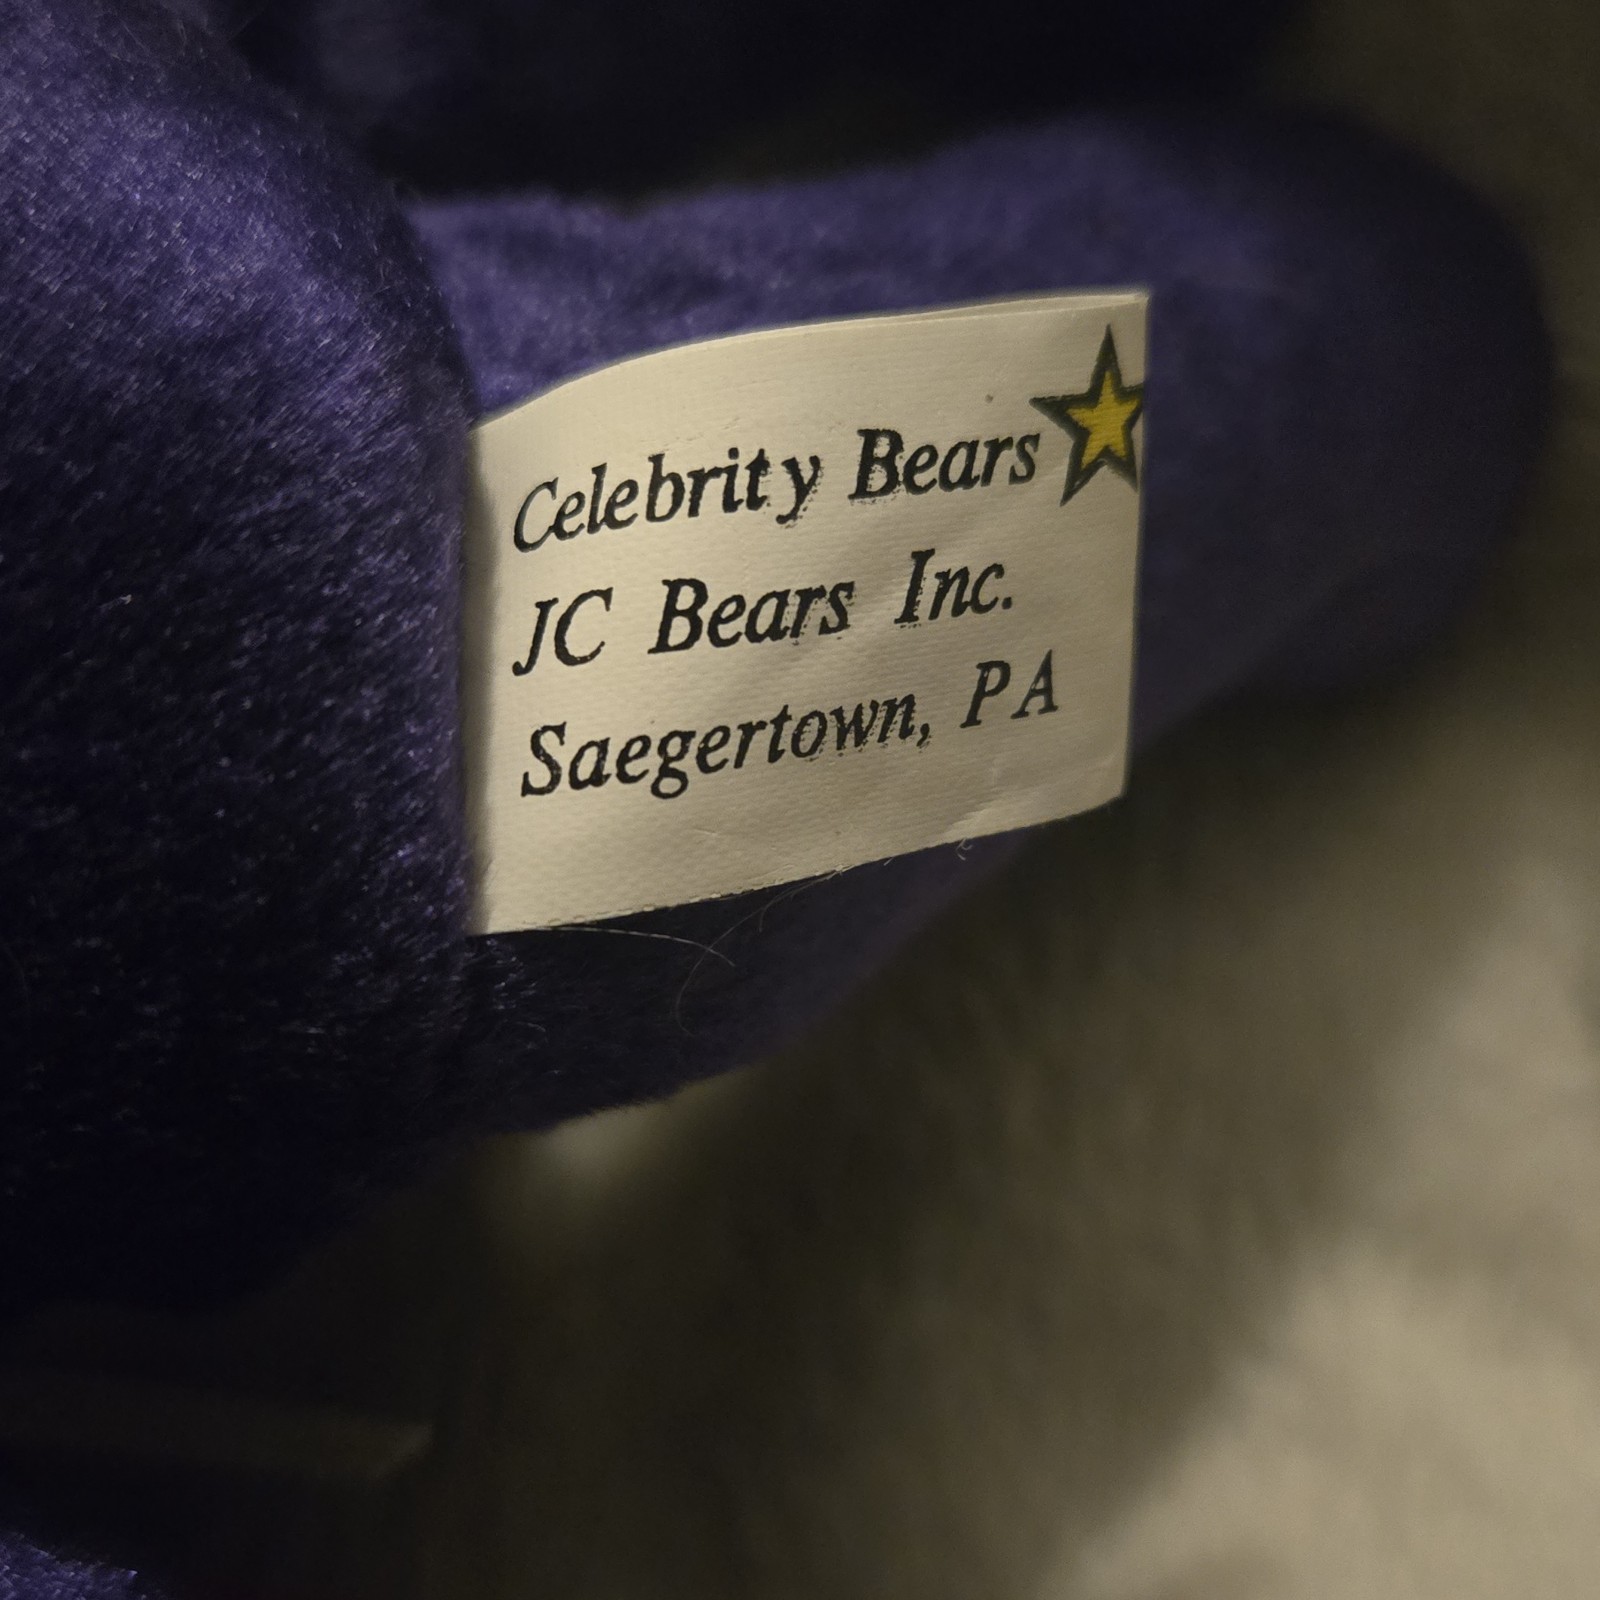 Celebrity Bears
JC Bears Inc.
Saegertown, PA